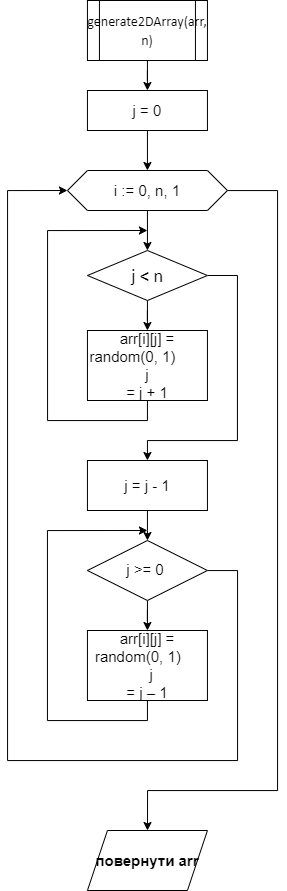 generate2DArray(arr,
n)
j = 0
i := 0, n, 1
j < n
arr[i][j] =
random(0, 1)
j
= j + 1
j = j - 1
j >= 0
arr[i][j] =
random(0, 1)
j
= j – 1
повернути arr